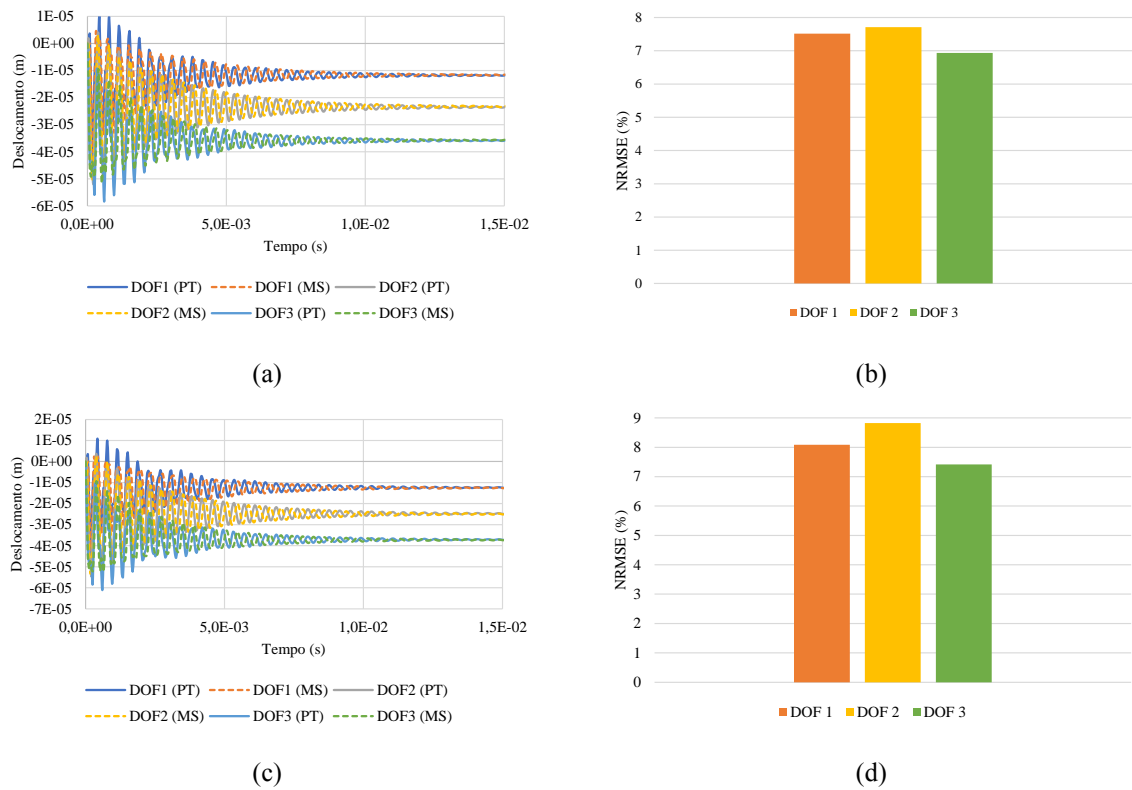 1E-05
0E+00
-1E-05
-2E-05
-3E-05
-4E-05
-5E-05
-6E-05
Deslocamento (m)
0,0E+00 5,0E-03 1,0E-02 1,5E-02
Tempo (s)
DOF1 (PT) DOF1 (MS) DOF2 (PT)
DOF2 (MS) DOF3 (PT) DOF3 (MS)
(a)
8
7
6
5
4
3
2
1
0
NRMSE (%)
DOF 1 DOF 2 DOF 3
(b)
2E-05
1E-05
0E+00
-1E-05
-2E-05
-3E-05
-4E-05
-5E-05
-6E-05
-7E-05
Deslocamento (m)
0,0E+00 5,0E-03 1,0E-02 1,5E-02
Tempo (s)
DOF1 (PT) DOF1 (MS) DOF2 (PT)
DOF2 (MS) DOF3 (PT) DOF3 (MS)
(c)
9
8
7
6
5
4
3
2
1
0
NRMSE (%)
DOF 1 DOF 2 DOF 3
(d)